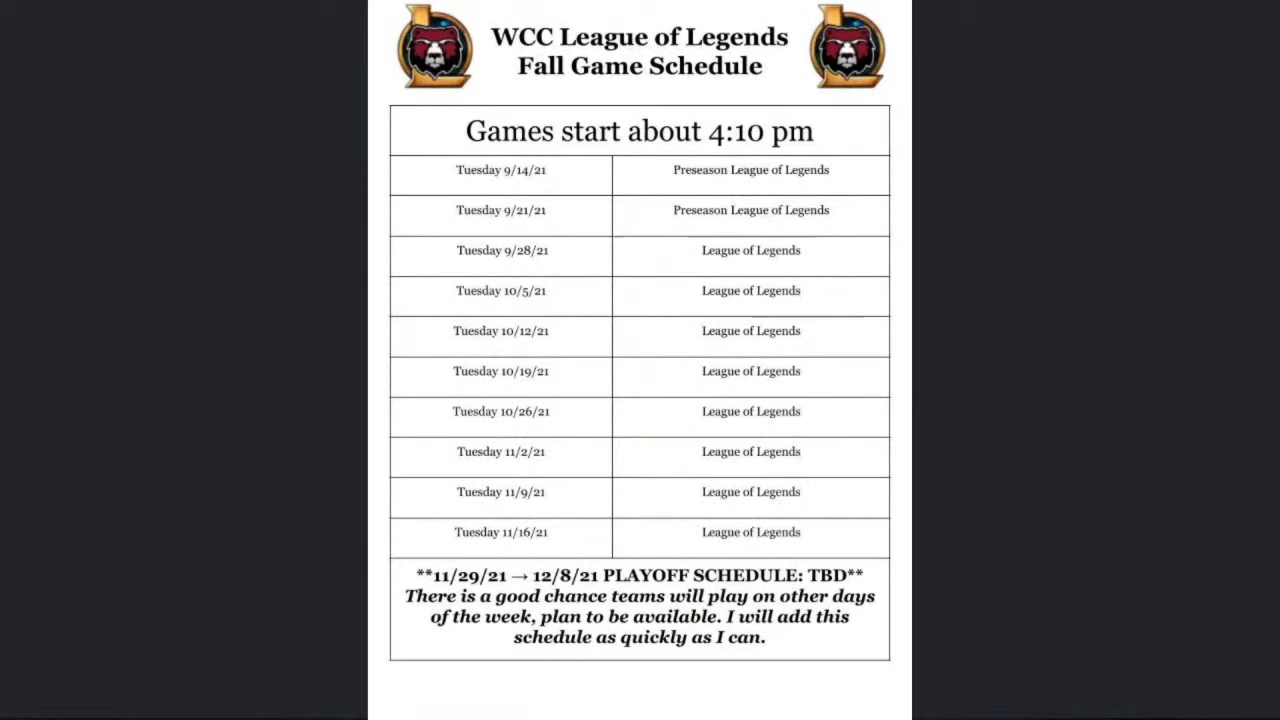 WCC League of Legends
Fall Game Schedule
Games start about 4:10 pm
Tuesday 9/14/21 Preseason League of Legends
Tuesday 9/21/21 Preseason League of Legends
Tuesday 9/28/21 League of Legends
Tuesday 10/5/21 League of Legends
Tuesday 10/12/21 League of Legends
Tuesday 10/19/21 League of Legends
Tuesday 10/26/21 League of Legends
Tuesday 11/2/21 League of Legends
Tuesday 11/9/21 League of Legends
Tuesday 11/16/21 League of Legends
**11/29/21 → 12/8/21 PLAYOFF SCHEDULE: TBD**
There is a good chance teams will play on other days
of the week, plan to be available. I will add this
schedule as quickly as I can.